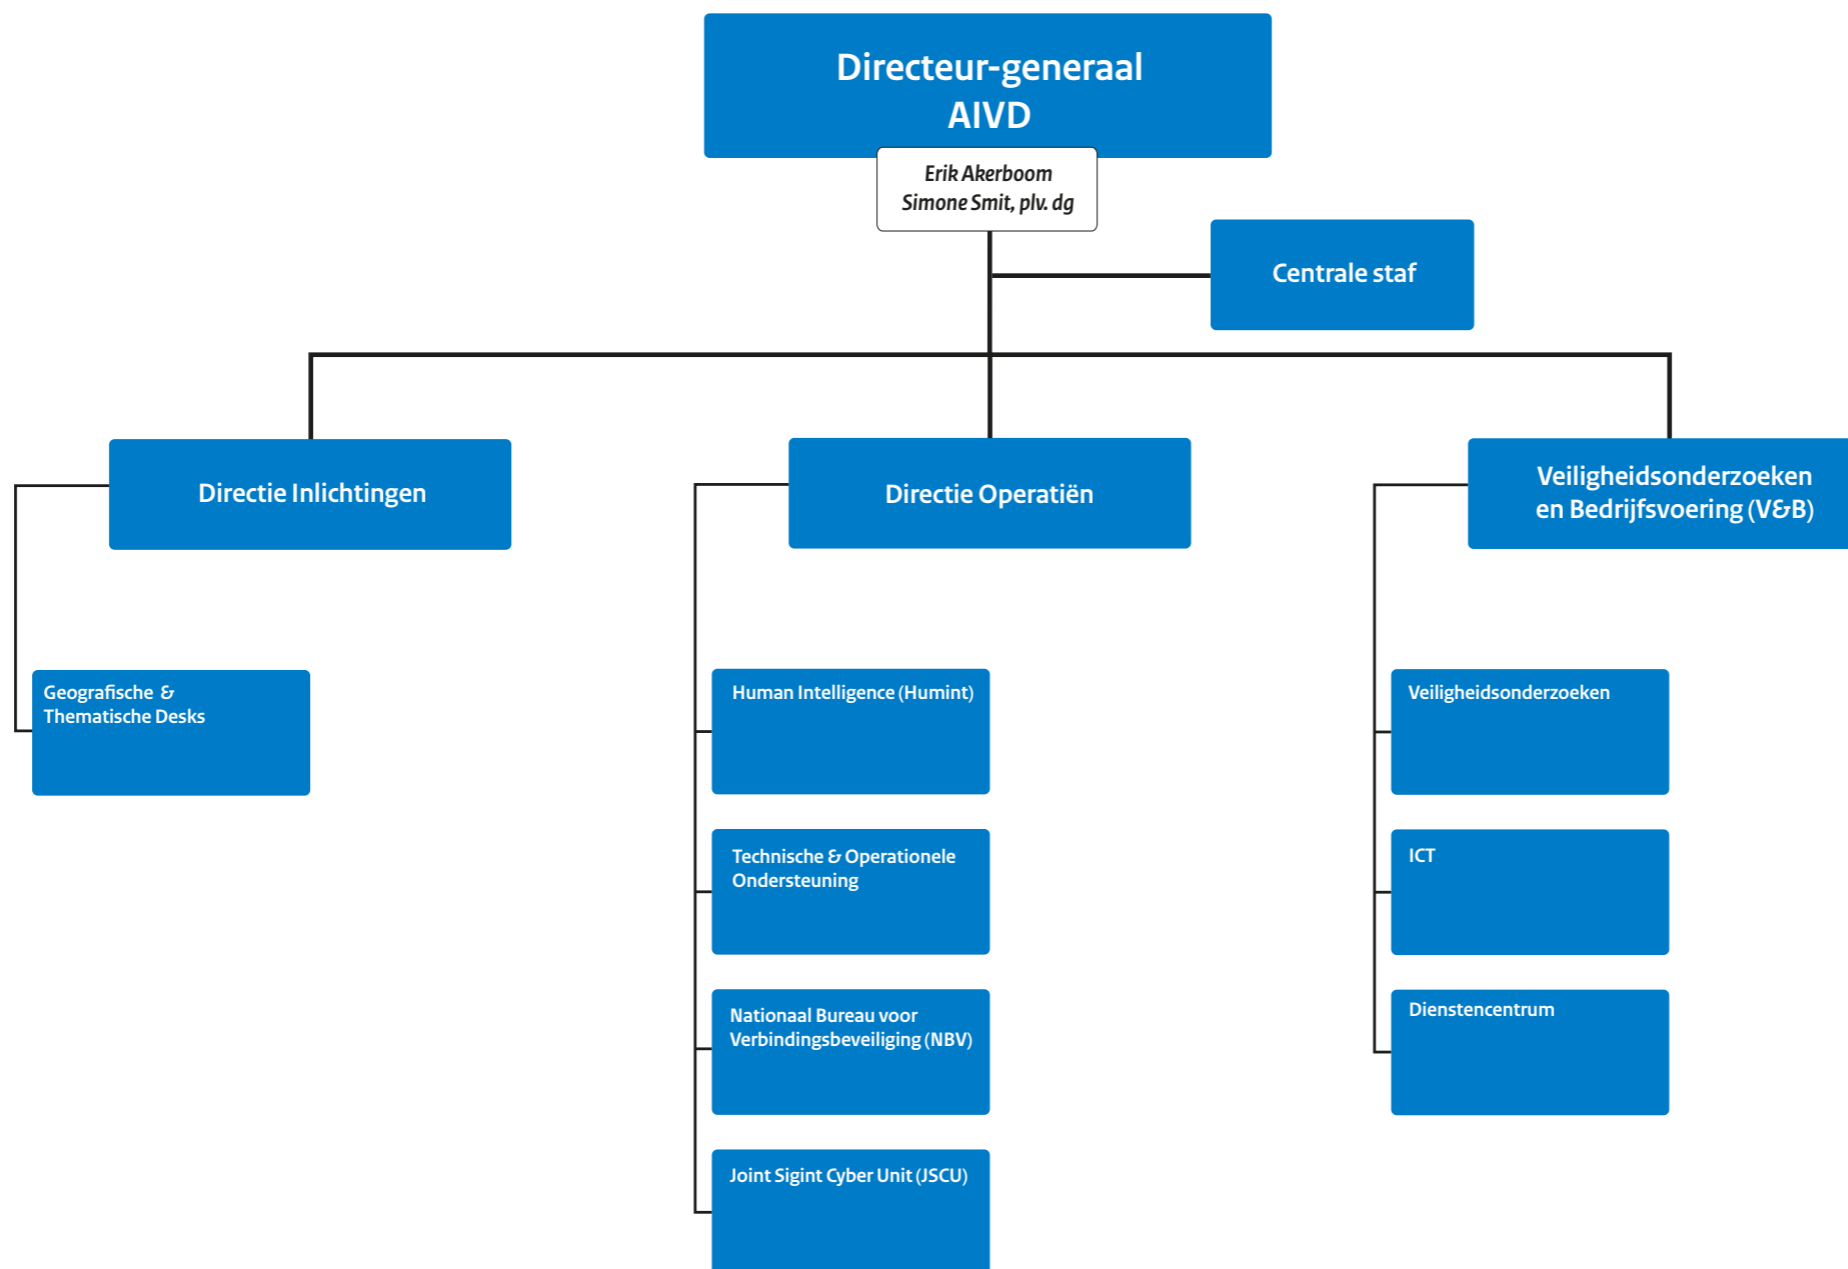 Directeur-generaal
AIVD
Erik Akerboom
Simone Smit, plv. dg
Centrale staf
Directie Inlichtingen
Directie Operatiën
Veiligheidsonderzoeken
en Bedrijfsvoering (V&B)
Geografische &
Thematische Desks
Human Intelligence (Humint)
Technische & Operationele
Ondersteuning
Nationaal Bureau voor
Verbindingsbeveiliging (NBV)
Joint Sigint Cyber Unit (JSCU)
Veiligheidsonderzoeken
ICT
Dienstencentrum